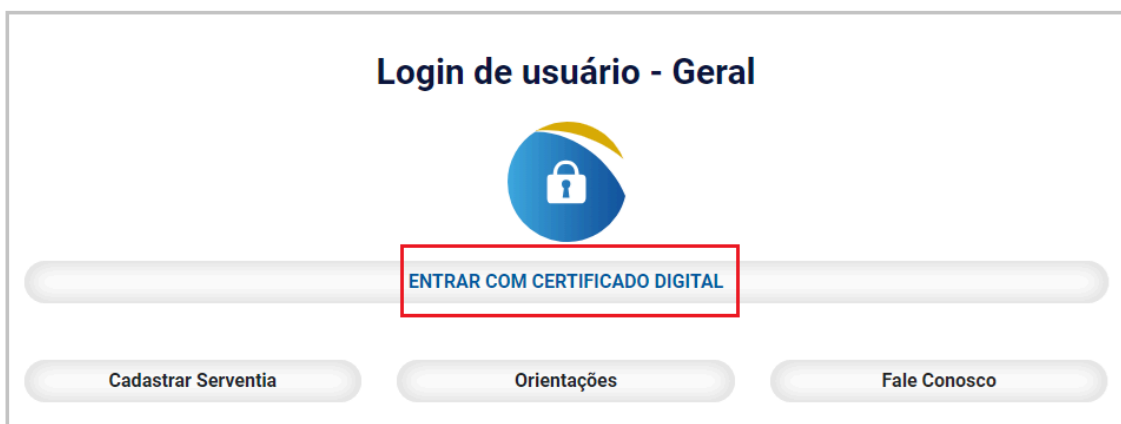 Login de usuário - Geral
ENTRAR COM CERTIFICADO DIGITAL
Cadastrar Serventia
Orientações
Fale Conosco